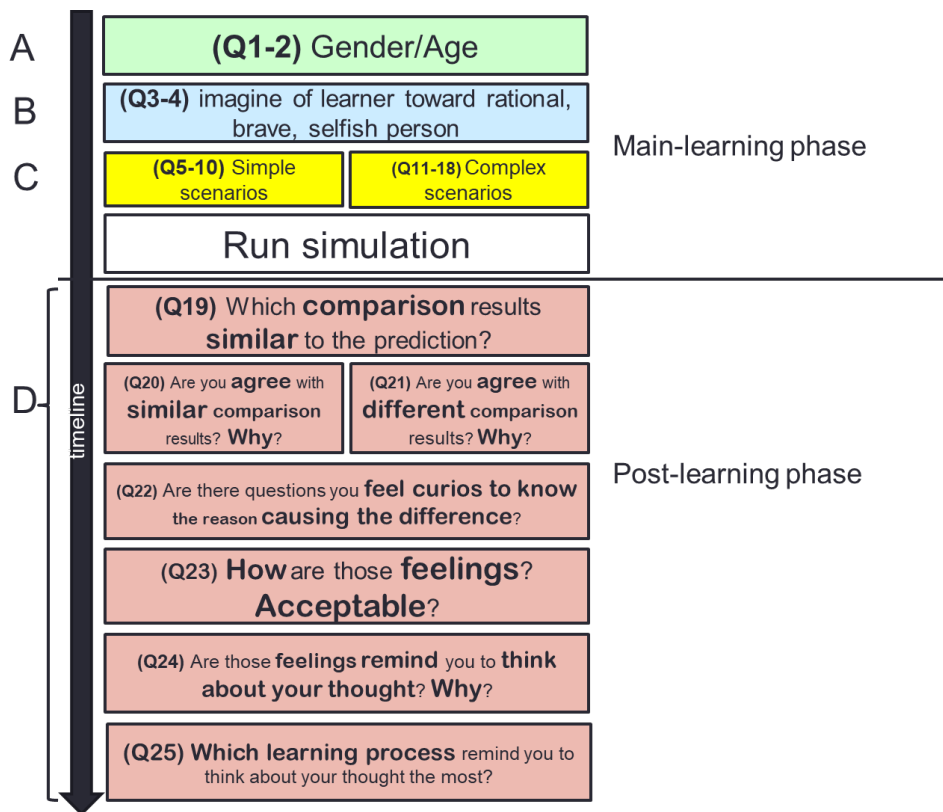 A
(Q1-2) Gender/Age
B
(Q3-4) imagine of learner toward rational,
brave, selfish person
Main-learning phase
C
(Q5-10) Simple
scenarios
(Q11-18) Complex
scenarios
Run simulation
timeline
D
(Q19) Which comparison results
similar to the prediction?
(Q20) Are you agree with
similar comparison
results? Why?
(Q21) Are you agree with
different comparison
results? Why?
Post-learning phase
(Q22) Are there questions you feel curios to know
the reason causing the difference?
(Q23) How are those feelings?
Acceptable?
(Q24) Are those feelings remind you to think
about your thought? Why?
(Q25) Which learning process remind you to
think about your thought the most?